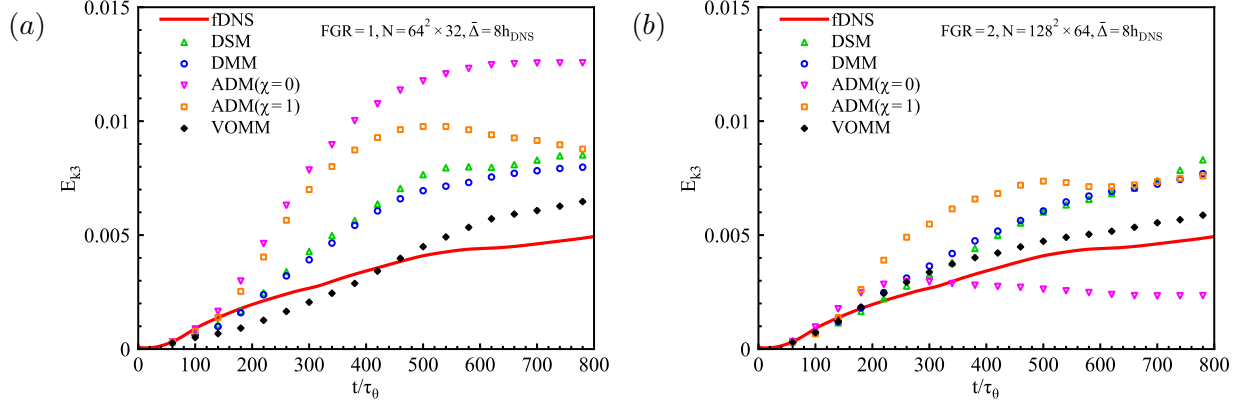 (a)
fDNS
DSM
DMM
ADM(χ=0)
ADM(χ=1)
VOMM
FGR=1, N=64² × 32, Δ̄=8h_DNS
E_k3
0.015
0.01
0.005
0
0 100 200 300 400 500 600 700 800
t/τ_θ
(b)
fDNS
DSM
DMM
ADM(χ=0)
ADM(χ=1)
VOMM
FGR=2, N=128² × 64, Δ̄=8h_DNS
E_k3
0.015
0.01
0.005
0
0 100 200 300 400 500 600 700 800
t/τ_θ